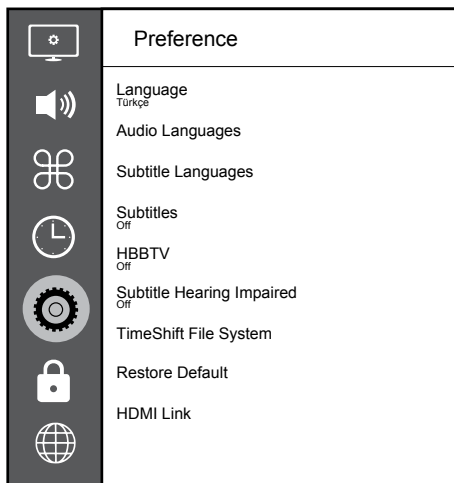 Preference
Language
Türkçe
Audio Languages
Subtitle Languages
Subtitles
Off
HBBTV
Off
Subtitle Hearing Impaired
Off
TimeShift File System
Restore Default
HDMI Link